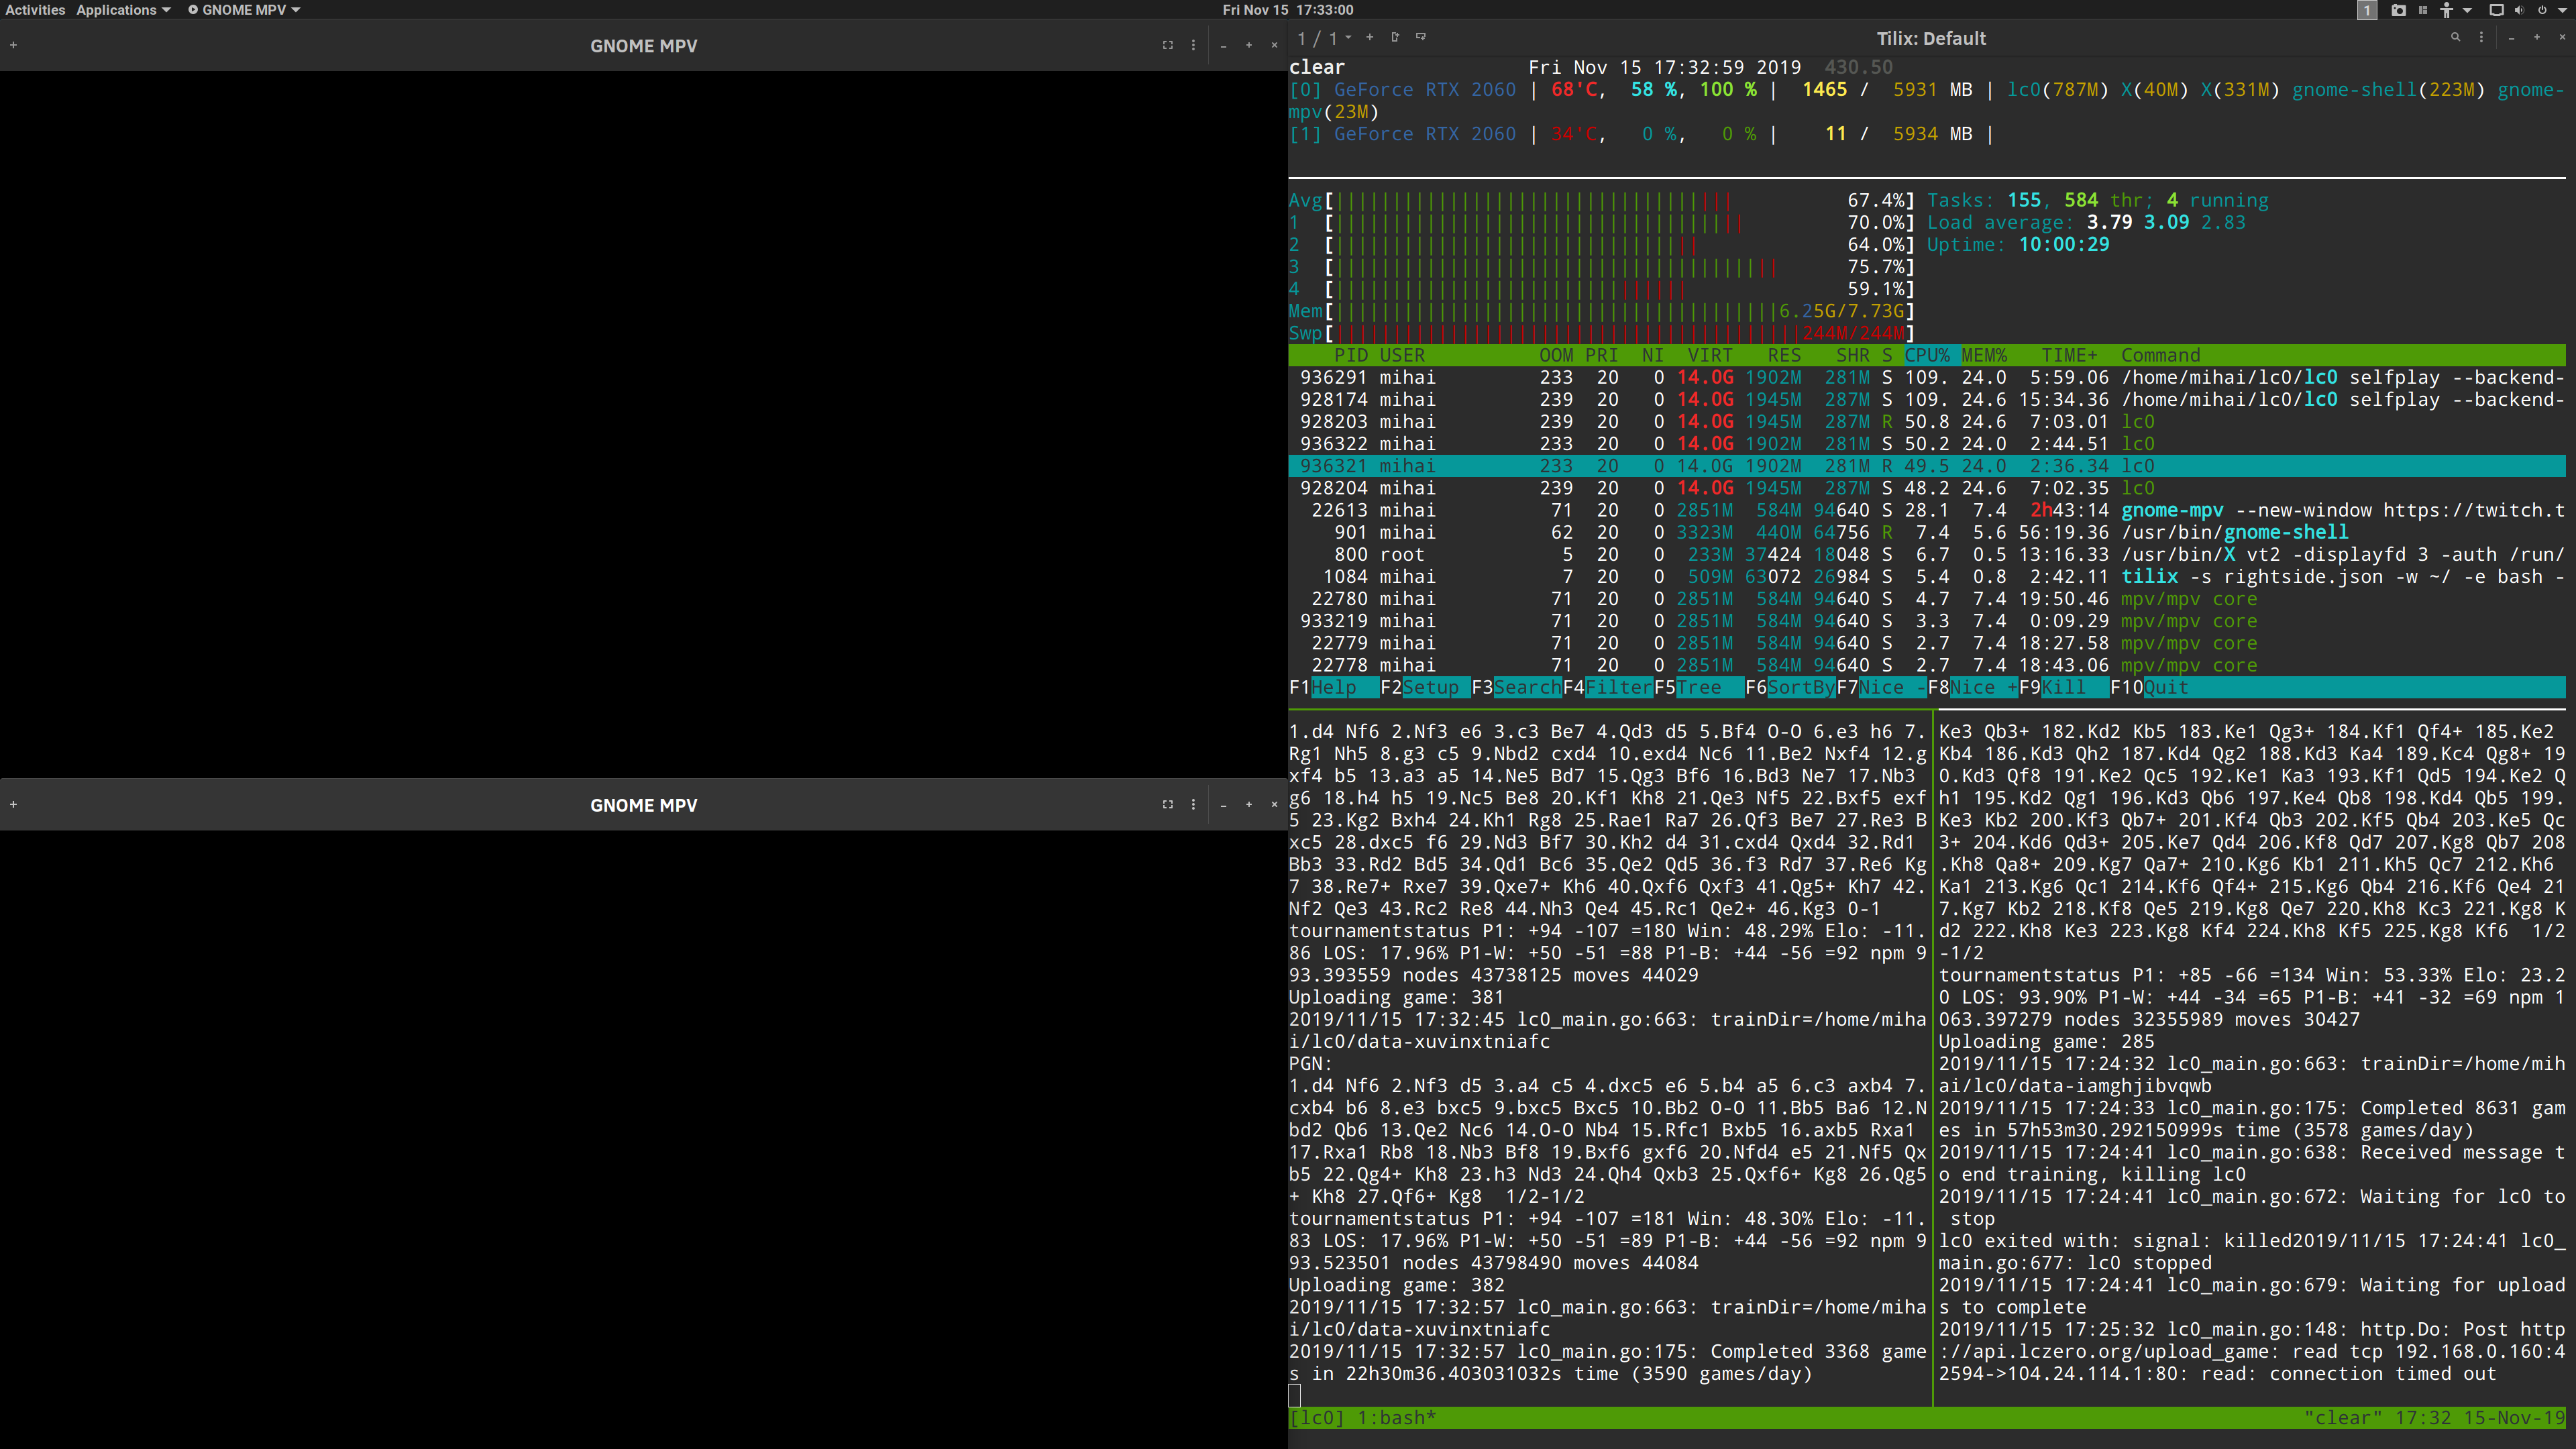 Activities Applications GNOME MPV Fri Nov 15 17:33:00 1
GNOME MPV
1 / 1 Tilix: Default
clear Fri Nov 15 17:32:59 2019 430.50
[0] GeForce RTX 2060 | 68'C, 58 %, 100 % | 1465 / 5931 MB | lc0(787M) X(40M) X(331M) gnome-shell(223M) gnome-
mpv(23M)
[1] GeForce RTX 2060 | 34'C, 0 %, 0 % | 11 / 5934 MB |
Avg[ 67.4%] Tasks: 155, 584 thr; 4 running
1 [ 70.0%] Load average: 3.79 3.09 2.83
2 [ 64.0%] Uptime: 10:00:29
3 [ 75.7%]
4 [ 59.1%]
Mem[ 6.25G/7.73G]
Swp[ 244M/244M]
PID USER OOM PRI NI VIRT RES SHR S CPU% MEM% TIME+ Command
936291 mihai 233 20 0 14.0G 1902M 281M S 109. 24.0 5:59.06 /home/mihai/lc0/lc0 selfplay --backend-
928174 mihai 239 20 0 14.0G 1945M 287M S 109. 24.6 15:34.36 /home/mihai/lc0/lc0 selfplay --backend-
928203 mihai 239 20 0 14.0G 1945M 287M R 50.8 24.6 7:03.01 lc0
936322 mihai 233 20 0 14.0G 1902M 281M S 50.2 24.0 2:44.51 lc0
936321 mihai 233 20 0 14.0G 1902M 281M R 49.5 24.0 2:36.34 lc0
928204 mihai 239 20 0 14.0G 1945M 287M S 48.2 24.6 7:02.35 lc0
22613 mihai 71 20 0 2851M 584M 94640 S 28.1 7.4 2h43:14 gnome-mpv --new-window https://twitch.t
901 mihai 62 20 0 3323M 440M 64756 R 7.4 5.6 56:19.36 /usr/bin/gnome-shell
800 root 5 20 0 233M 37424 18048 S 6.7 0.5 13:16.33 /usr/bin/X vt2 -displayfd 3 -auth /run/
1084 mihai 7 20 0 509M 63072 26984 S 5.4 0.8 2:42.11 tilix -s rightside.json -w ~/ -e bash -
22780 mihai 71 20 0 2851M 584M 94640 S 4.7 7.4 19:50.46 mpv/mpv core
933219 mihai 71 20 0 2851M 584M 94640 S 3.3 7.4 0:09.29 mpv/mpv core
22779 mihai 71 20 0 2851M 584M 94640 S 2.7 7.4 18:27.58 mpv/mpv core
22778 mihai 71 20 0 2851M 584M 94640 S 2.7 7.4 18:43.06 mpv/mpv core
F1Help F2Setup F3SearchF4FilterF5Tree F6SortByF7Nice -F8Nice +F9Kill F10Quit
GNOME MPV
1.d4 Nf6 2.Nf3 e6 3.c3 Be7 4.Qd3 d5 5.Bf4 O-O 6.e3 h6 7.
Rg1 Nh5 8.g3 c5 9.Nbd2 cxd4 10.exd4 Nc6 11.Be2 Nxf4 12.g
xf4 b5 13.a3 a5 14.Ne5 Bd7 15.Qg3 Bf6 16.Bd3 Ne7 17.Nb3
g6 18.h4 h5 19.Nc5 Be8 20.Kf1 Kh8 21.Qe3 Nf5 22.Bxf5 exf
5 23.Kg2 Bxh4 24.Kh1 Rg8 25.Rae1 Ra7 26.Qf3 Be7 27.Re3 B
xc5 28.dxc5 f6 29.Nd3 Bf7 30.Kh2 d4 31.cxd4 Qxd4 32.Rd1
Bb3 33.Rd2 Bd5 34.Qd1 Bc6 35.Qe2 Qd5 36.f3 Rd7 37.Re6 Kg
7 38.Re7+ Rxe7 39.Qxe7+ Kh6 40.Qxf6 Qxf3 41.Qg5+ Kh7 42.
Nf2 Qe3 43.Rc2 Re8 44.Nh3 Qe4 45.Rc1 Qe2+ 46.Kg3 0-1
tournamentstatus P1: +94 -107 =180 Win: 48.29% Elo: -11.
86 LOS: 17.96% P1-W: +50 -51 =88 P1-B: +44 -56 =92 npm 9
93.393559 nodes 43738125 moves 44029
Uploading game: 381
2019/11/15 17:32:45 lc0_main.go:663: trainDir=/home/miha
i/lc0/data-xuvinxtniafc
PGN:
1.d4 Nf6 2.Nf3 d5 3.a4 c5 4.dxc5 e6 5.b4 a5 6.c3 axb4 7.
cxb4 b6 8.e3 bxc5 9.bxc5 Bxc5 10.Bb2 O-O 11.Bb5 Ba6 12.N
bd2 Qb6 13.Qe2 Nc6 14.O-O Nb4 15.Rfc1 Bxb5 16.axb5 Rxa1
17.Rxa1 Rb8 18.Nb3 Bf8 19.Bxf6 gxf6 20.Nfd4 e5 21.Nf5 Qx
b5 22.Qg4+ Kh8 23.h3 Nd3 24.Qh4 Qxb3 25.Qxf6+ Kg8 26.Qg5
+ Kh8 27.Qf6+ Kg8 1/2-1/2
tournamentstatus P1: +94 -107 =181 Win: 48.30% Elo: -11.
83 LOS: 17.96% P1-W: +50 -51 =89 P1-B: +44 -56 =92 npm 9
93.523501 nodes 43798490 moves 44084
Uploading game: 382
2019/11/15 17:32:57 lc0_main.go:663: trainDir=/home/miha
i/lc0/data-xuvinxtniafc
2019/11/15 17:32:57 lc0_main.go:175: Completed 3368 game
s in 22h30m36.403031032s time (3590 games/day)
Ke3 Qb3+ 182.Kd2 Kb5 183.Ke1 Qg3+ 184.Kf1 Qf4+ 185.Ke2
Kb4 186.Kd3 Qh2 187.Kd4 Qg2 188.Kd3 Ka4 189.Kc4 Qg8+ 19
0.Kd3 Qf8 191.Ke2 Qc5 192.Ke1 Ka3 193.Kf1 Qd5 194.Ke2 Q
h1 195.Kd2 Qg1 196.Kd3 Qb6 197.Ke4 Qb8 198.Kd4 Qb5 199.
Ke3 Kb2 200.Kf3 Qb7+ 201.Kf4 Qb3 202.Kf5 Qb4 203.Ke5 Qc
3+ 204.Kd6 Qd3+ 205.Ke7 Qd4 206.Kf8 Qd7 207.Kg8 Qb7 208
.Kh8 Qa8+ 209.Kg7 Qa7+ 210.Kg6 Kb1 211.Kh5 Qc7 212.Kh6
Ka1 213.Kg6 Qc1 214.Kf6 Qf4+ 215.Kg6 Qb4 216.Kf6 Qe4 21
7.Kg7 Kb2 218.Kf8 Qe5 219.Kg8 Qe7 220.Kh8 Kc3 221.Kg8 K
d2 222.Kh8 Ke3 223.Kg8 Kf4 224.Kh8 Kf5 225.Kg8 Kf6 1/2
-1/2
tournamentstatus P1: +85 -66 =134 Win: 53.33% Elo: 23.2
0 LOS: 93.90% P1-W: +44 -34 =65 P1-B: +41 -32 =69 npm 1
063.397279 nodes 32355989 moves 30427
Uploading game: 285
2019/11/15 17:24:32 lc0_main.go:663: trainDir=/home/mih
ai/lc0/data-iamghjibvqwb
2019/11/15 17:24:33 lc0_main.go:175: Completed 8631 gam
es in 57h53m30.292150999s time (3578 games/day)
2019/11/15 17:24:41 lc0_main.go:638: Received message t
o end training, killing lc0
2019/11/15 17:24:41 lc0_main.go:672: Waiting for lc0 to
stop
lc0 exited with: signal: killed2019/11/15 17:24:41 lc0_
main.go:677: lc0 stopped
2019/11/15 17:24:41 lc0_main.go:679: Waiting for upload
s to complete
2019/11/15 17:25:32 lc0_main.go:148: http.Do: Post http
://api.lczero.org/upload_game: read tcp 192.168.0.160:4
2594->104.24.114.1:80: read: connection timed out
[lc0] 1:bash* "clear" 17:32 15-Nov-19